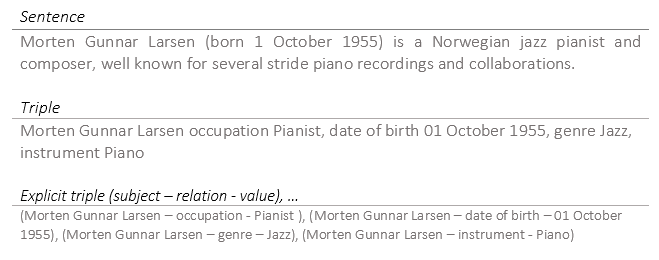 Sentence
Morten Gunnar Larsen (born 1 October 1955) is a Norwegian jazz pianist and
composer, well known for several stride piano recordings and collaborations.
Triple
Morten Gunnar Larsen occupation Pianist, date of birth 01 October 1955, genre Jazz,
instrument Piano
Explicit triple (subject – relation - value), ...
(Morten Gunnar Larsen – occupation - Pianist ), (Morten Gunnar Larsen – date of birth – 01 October
1955), (Morten Gunnar Larsen – genre – Jazz), (Morten Gunnar Larsen – instrument - Piano)